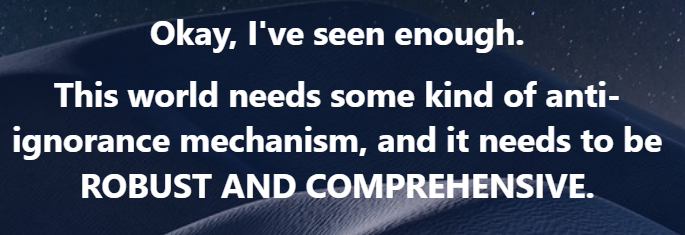 Okay, I've seen enough.
This world needs some kind of anti-
ignorance mechanism, and it needs to be
ROBUST AND COMPREHENSIVE.